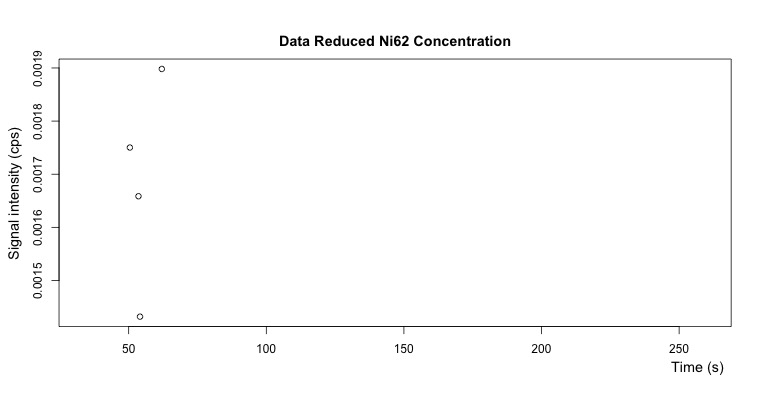 Data Reduced Ni62 Concentration
Signal intensity (cps)
0.0019
0.0018
0.0017
0.0016
0.0015
50 100 150 200 250
Time (s)